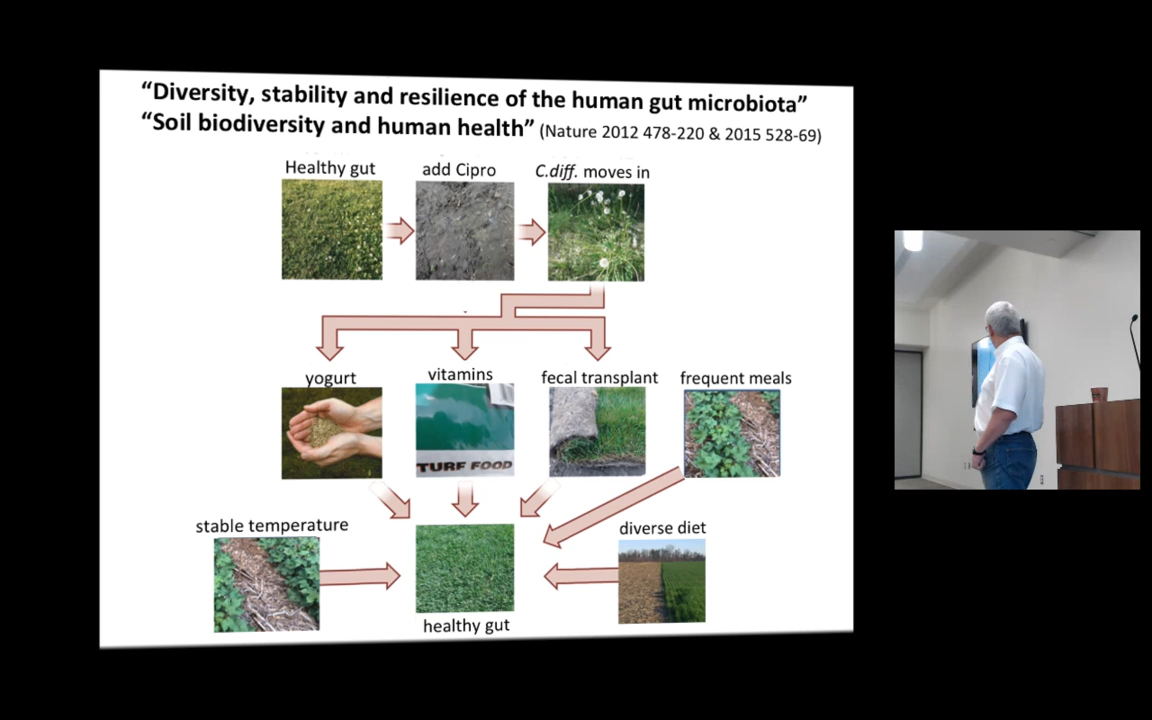 “Diversity, stability and resilience of the human gut microbiota”
“Soil biodiversity and human health” (Nature 2012 478-220 & 2015 528-69)
Healthy gut
add Cipro
C.diff. moves in
yogurt
vitamins
fecal transplant
frequent meals
TURF FOOD
stable temperature
diverse diet
healthy gut